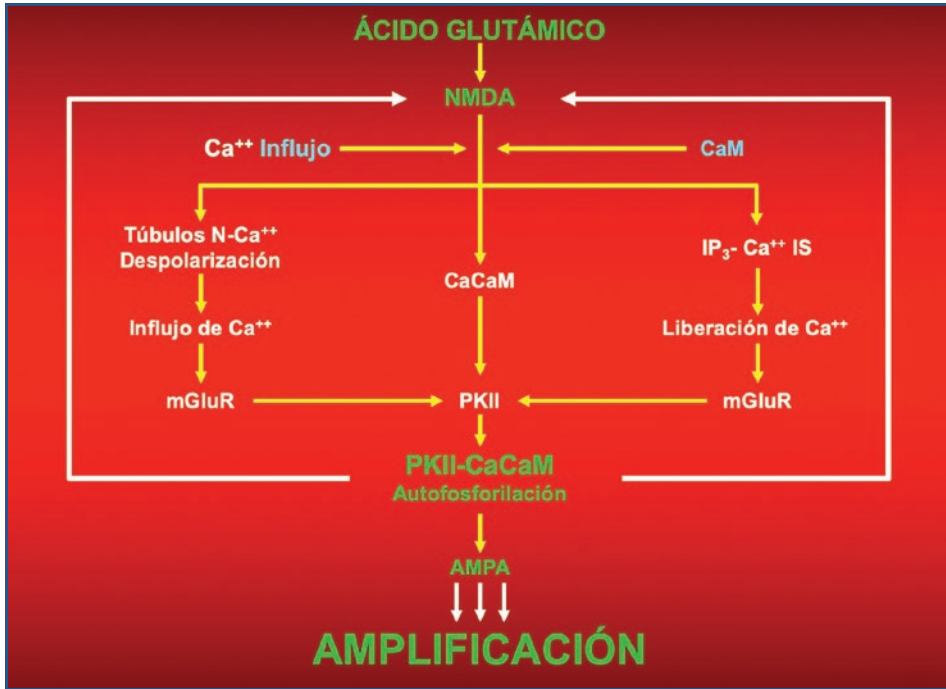 ÁCIDO GLUTÁMICO
NMDA
Ca⁺⁺ Influjo
CaM
Túbulos N-Ca⁺⁺
Despolarización
CaCaM
IP₃- Ca⁺⁺ IS
Influjo de Ca⁺⁺
Liberación de Ca⁺⁺
mGluR
PKII
mGluR
PKII-CaCaM
Autofosforilación
AMPA
AMPLIFICACIÓN